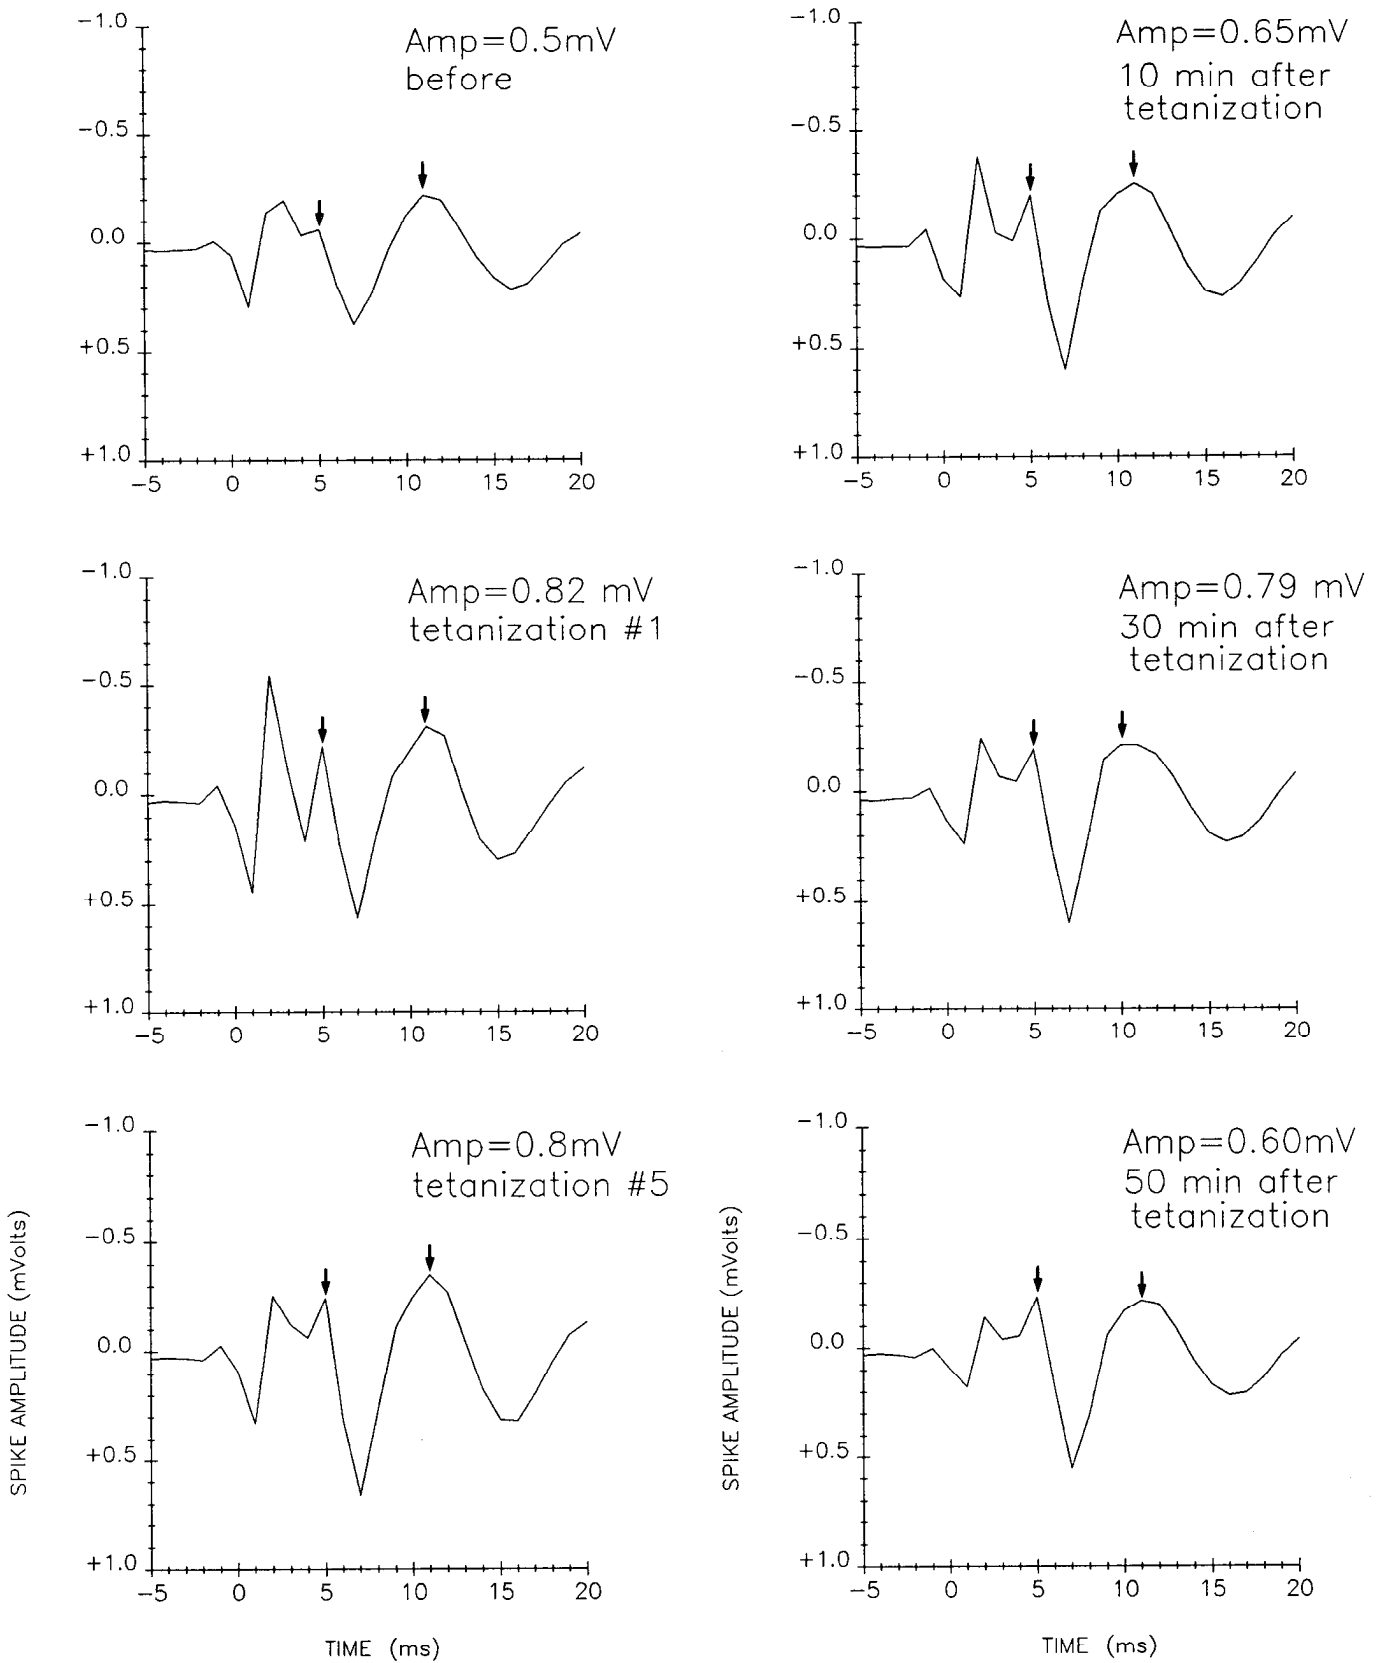 -1.0
Amp=0.5mV
before
-0.5
0.0
+0.5
+1.0
-5 0 5 10 15 20
-1.0
Amp=0.65mV
10 min after
tetanization
-0.5
0.0
+0.5
+1.0
-5 0 5 10 15 20
-1.0
Amp=0.82 mV
tetanization #1
-0.5
0.0
+0.5
+1.0
-5 0 5 10 15 20
-1.0
Amp=0.79 mV
30 min after
tetanization
-0.5
0.0
+0.5
+1.0
-5 0 5 10 15 20
-1.0
Amp=0.8mV
tetanization #5
-0.5
0.0
+0.5
+1.0
-5 0 5 10 15 20
SPIKE AMPLITUDE (mVolts)
TIME (ms)
-1.0
Amp=0.60mV
50 min after
tetanization
-0.5
0.0
+0.5
+1.0
-5 0 5 10 15 20
SPIKE AMPLITUDE (mVolts)
TIME (ms)